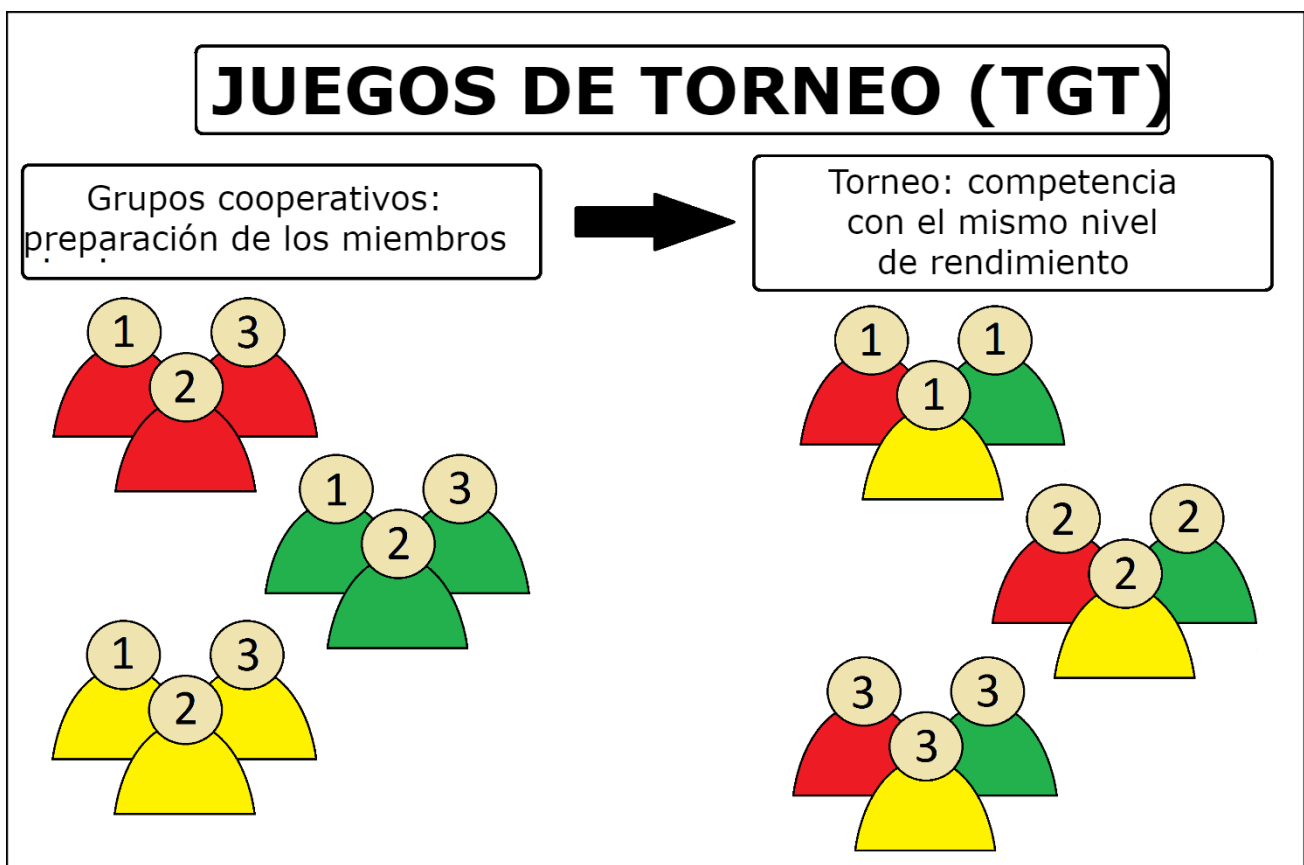 JUEGOS DE TORNEO (TGT)
Grupos cooperativos:
preparación de los miembros
Torneo: competencia
con el mismo nivel
de rendimiento
1 3
2
1 3
2
1 3
2
1 1
1
2 2
2
3 3
3